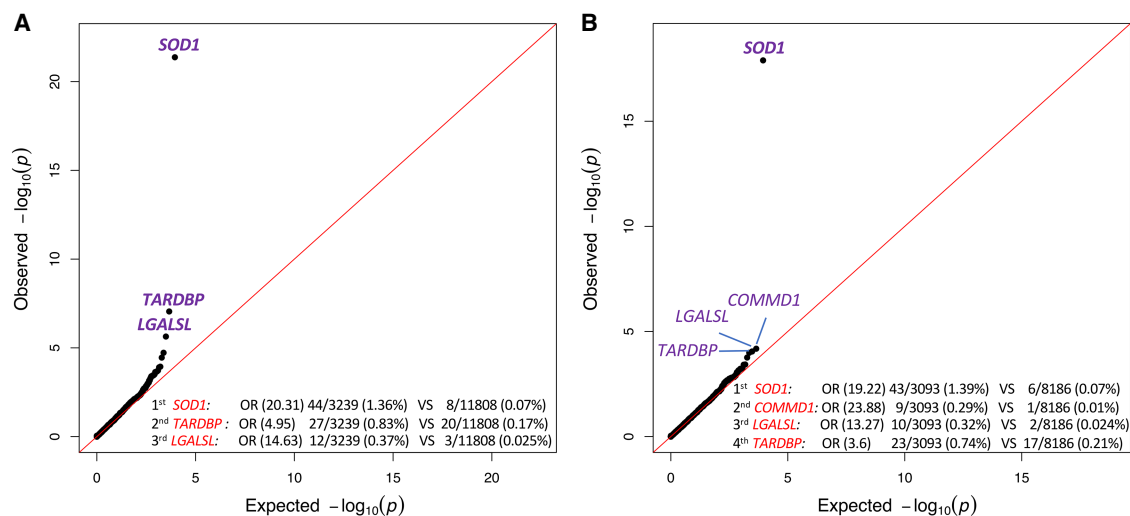 A
SOD1
TARDBP
LGALSL
Observed −log10(p)
20
15
10
5
0
1st SOD1: OR (20.31) 44/3239 (1.36%) VS 8/11808 (0.07%)
2nd TARDBP : OR (4.95) 27/3239 (0.83%) VS 20/11808 (0.17%)
3rd LGALSL: OR (14.63) 12/3239 (0.37%) VS 3/11808 (0.025%)
0 5 10 15 20
Expected −log10(p)
B
SOD1
COMMD1
LGALSL
TARDBP
Observed −log10(p)
15
10
5
0
1st SOD1: OR (19.22) 43/3093 (1.39%) VS 6/8186 (0.07%)
2nd COMMD1: OR (23.88) 9/3093 (0.29%) VS 1/8186 (0.01%)
3rd LGALSL: OR (13.27) 10/3093 (0.32%) VS 2/8186 (0.024%)
4th TARDBP: OR (3.6) 23/3093 (0.74%) VS 17/8186 (0.21%)
0 5 10 15
Expected −log10(p)